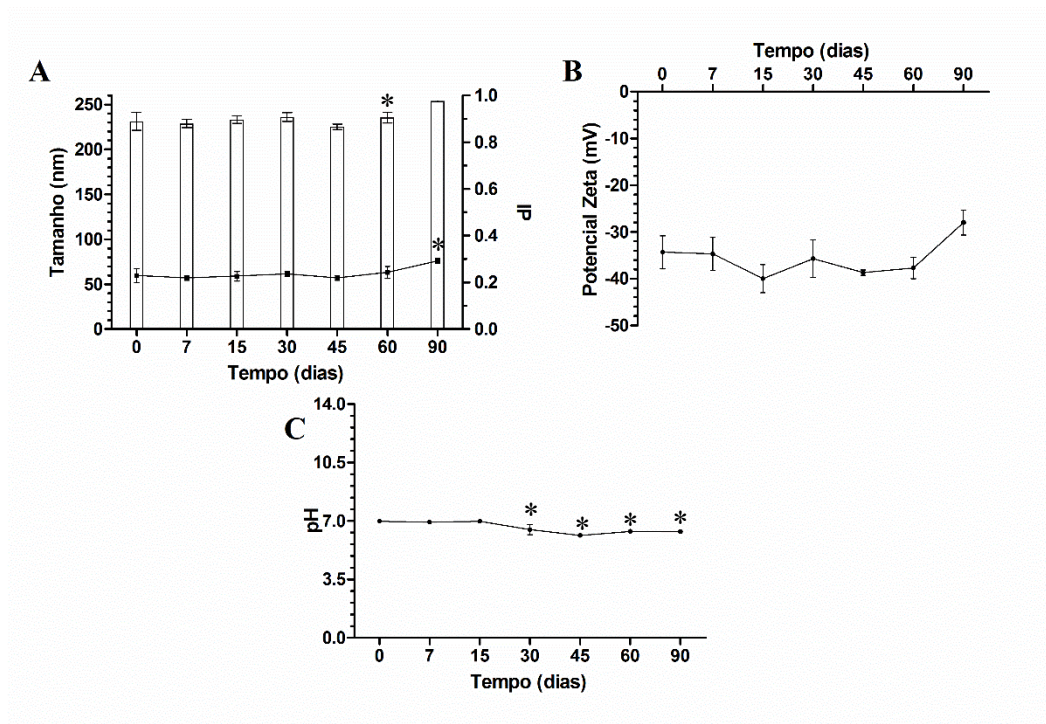 A
250
200
150
100
50
0
Tamanho (nm)
*
*
1.0
0.8
0.6
0.4
0.2
0.0
IP
0 7 15 30 45 60 90
Tempo (dias)
B
Tempo (dias)
0 7 15 30 45 60 90
0
-10
-20
-30
-40
-50
Potencial Zeta (mV)
C
14.0
10.5
7.0
3.5
0.0
pH
* * * *
0 7 15 30 45 60 90
Tempo (dias)